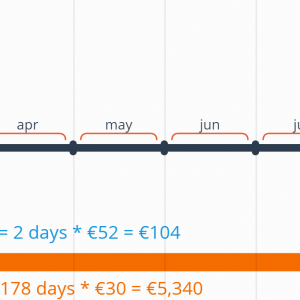 apr may jun
= 2 days * €52 = €104
178 days * €30 = €5,340